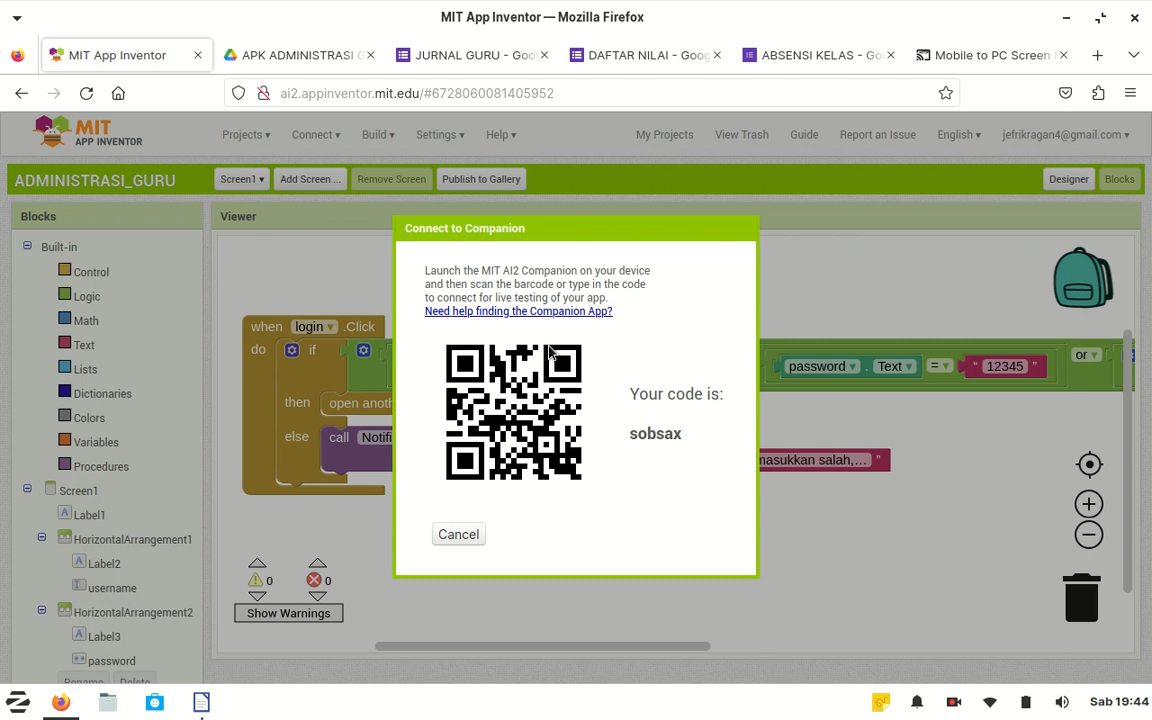 MIT App Inventor — Mozilla Firefox
MIT App Inventor
APK ADMINISTRASI G
JURNAL GURU - Goo
DAFTAR NILAI - Goog
ABSENSI KELAS - Go
Mobile to PC Screen
ai2.appinventor.mit.edu/#6728060081405952
MIT
APP INVENTOR
Projects
Connect
Build
Settings
Help
My Projects
View Trash
Guide
Report an Issue
English
jefrikragan4@gmail.com
ADMINISTRASI_GURU
Screen1
Add Screen ...
Remove Screen
Publish to Gallery
Designer
Blocks
Blocks
Viewer
Built-in
Control
Logic
Math
Text
Lists
Dictionaries
Colors
Variables
Procedures
Screen1
Label1
HorizontalArrangement1
Label2
username
HorizontalArrangement2
Label3
password
Rename Delete
when login .Click
do if
then open anoth
else call Notifi
password . Text = " 12345 " or
masukkan salah,... "
0 0
Show Warnings
Connect to Companion
Launch the MIT AI2 Companion on your device
and then scan the barcode or type in the code
to connect for live testing of your app.
Need help finding the Companion App?
Your code is:
sobsax
Cancel
Sab 19:44